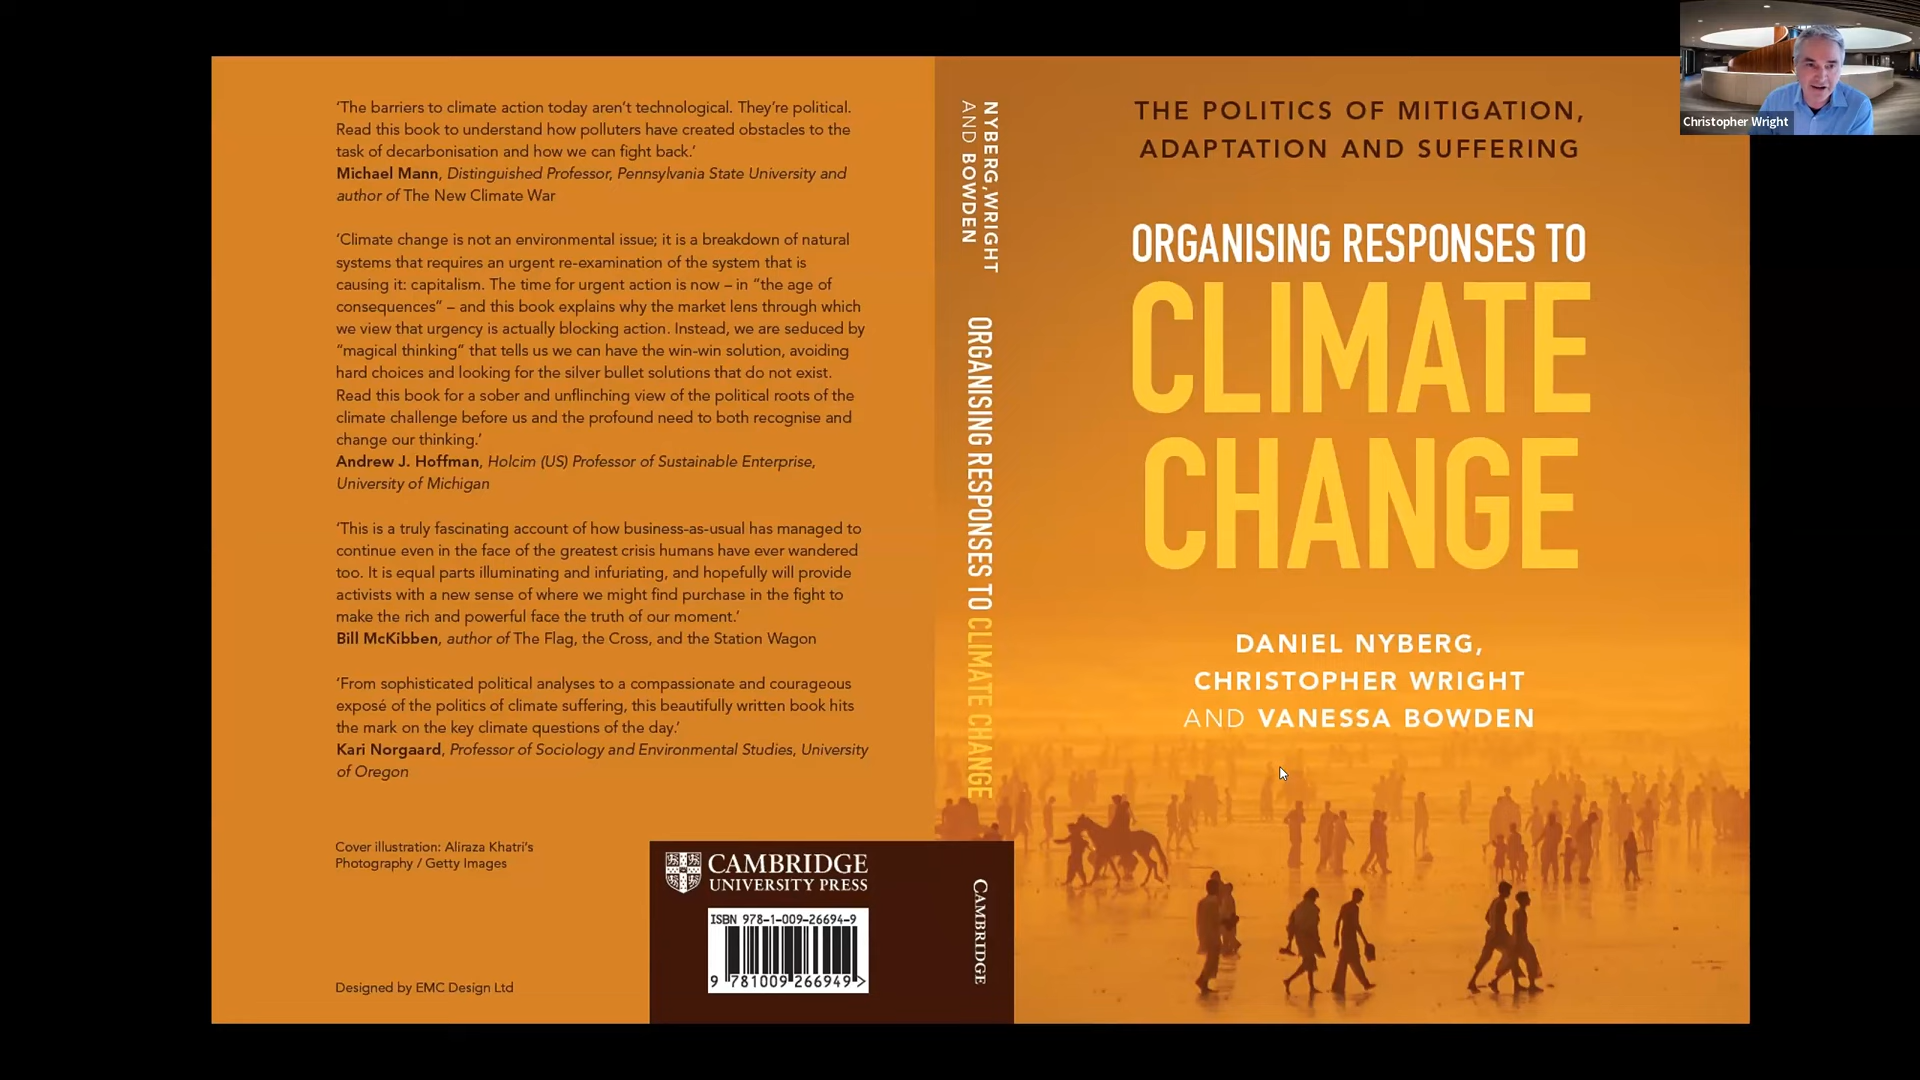 ‘The barriers to climate action today aren’t technological. They’re political.
Read this book to understand how polluters have created obstacles to the
task of decarbonisation and how we can fight back.’
Michael Mann, Distinguished Professor, Pennsylvania State University and
author of The New Climate War
‘Climate change is not an environmental issue; it is a breakdown of natural
systems that requires an urgent re-examination of the system that is
causing it: capitalism. The time for urgent action is now – in “the age of
consequences” – and this book explains why the market lens through which
we view that urgency is actually blocking action. Instead, we are seduced by
“magical thinking” that tells us we can have the win-win solution, avoiding
hard choices and looking for the silver bullet solutions that do not exist.
Read this book for a sober and unflinching view of the political roots of the
climate challenge before us and the profound need to both recognise and
change our thinking.’
Andrew J. Hoffman, Holcim (US) Professor of Sustainable Enterprise,
University of Michigan
‘This is a truly fascinating account of how business-as-usual has managed to
continue even in the face of the greatest crisis humans have ever wandered
too. It is equal parts illuminating and infuriating, and hopefully will provide
activists with a new sense of where we might find purchase in the fight to
make the rich and powerful face the truth of our moment.’
Bill McKibben, author of The Flag, the Cross, and the Station Wagon
‘From sophisticated political analyses to a compassionate and courageous
exposé of the politics of climate suffering, this beautifully written book hits
the mark on the key climate questions of the day.’
Kari Norgaard, Professor of Sociology and Environmental Studies, University
of Oregon
Cover illustration: Aliraza Khatri’s
Photography / Getty Images
Designed by EMC Design Ltd
CAMBRIDGE
UNIVERSITY PRESS
ISBN 978-1-009-26694-9
9 781009 266949 >
NYBERG, WRIGHT
AND BOWDEN
ORGANISING RESPONSES TO CLIMATE CHANGE
CAMBRIDGE
THE POLITICS OF MITIGATION,
ADAPTATION AND SUFFERING
ORGANISING RESPONSES TO
CLIMATE
CHANGE
DANIEL NYBERG,
CHRISTOPHER WRIGHT
AND VANESSA BOWDEN
Christopher Wright